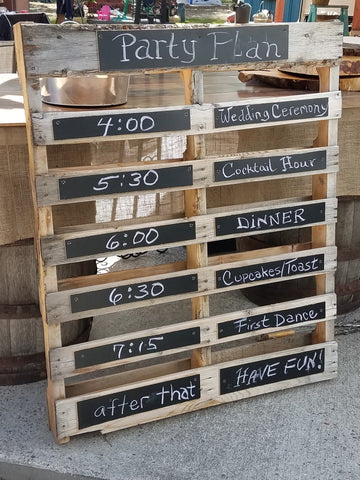 Party Plan
4:00 Wedding Ceremony
5:30 Cocktail Hour
6:00 DINNER
6:30 Cupcakes/Toast
7:15 First Dance
after that HAVE FUN!